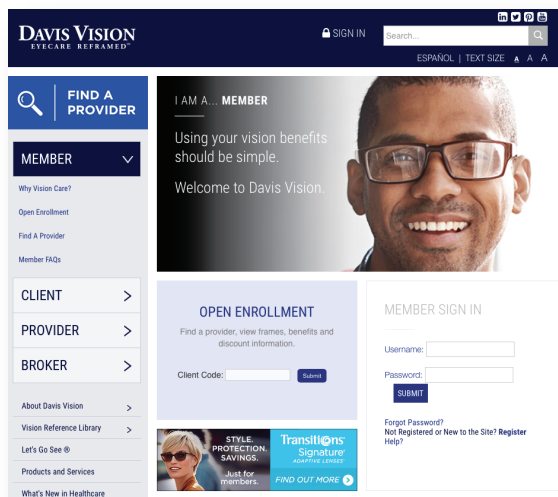 DAVIS VISION
EYECARE REFRAMED™
SIGN IN
Search...
ESPAÑOL | TEXT SIZE A A A
FIND A
PROVIDER
MEMBER
Why Vision Care?
Open Enrollment
Find A Provider
Member FAQs
CLIENT
PROVIDER
BROKER
About Davis Vision
Vision Reference Library
Let's Go See ®
Products and Services
What's New in Healthcare
I AM A... MEMBER
Using your vision benefits
should be simple.
Welcome to Davis Vision.
OPEN ENROLLMENT
Find a provider, view frames, benefits and
discount information.
Client Code:
Submit
STYLE.
PROTECTION.
SAVINGS.
Just for
members.
Transitions®
Signature™
ADAPTIVE LENSES™
FIND OUT MORE
MEMBER SIGN IN
Username:
Password:
SUBMIT
Forgot Password?
Not Registered or New to the Site? Register
Help?